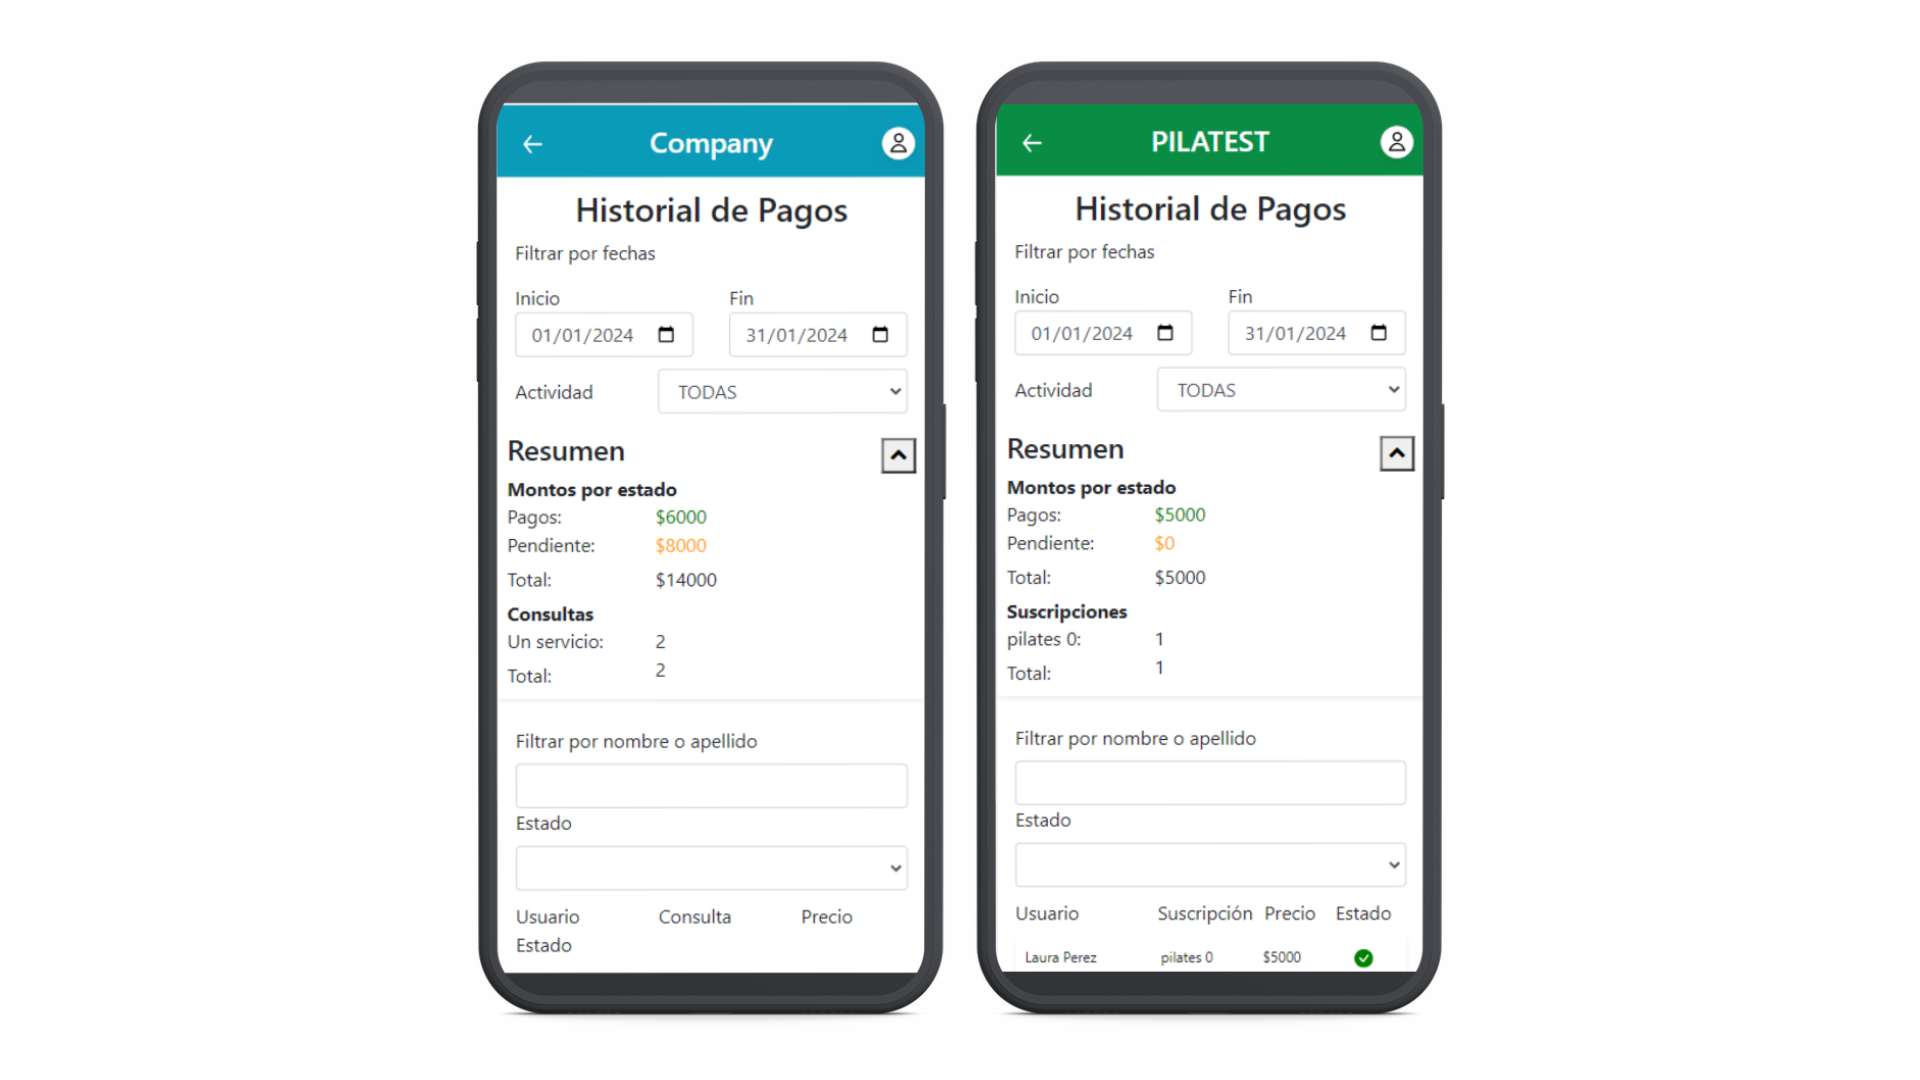 Company
Historial de Pagos
Filtrar por fechas
Inicio Fin
01/01/2024 31/01/2024
Actividad TODAS
Resumen
Montos por estado
Pagos: $6000
Pendiente: $8000
Total: $14000
Consultas
Un servicio: 2
Total: 2
Filtrar por nombre o apellido
Estado
Usuario Consulta Precio
Estado
PILATEST
Historial de Pagos
Filtrar por fechas
Inicio Fin
01/01/2024 31/01/2024
Actividad TODAS
Resumen
Montos por estado
Pagos: $5000
Pendiente: $0
Total: $5000
Suscripciones
pilates 0: 1
Total: 1
Filtrar por nombre o apellido
Estado
Usuario Suscripción Precio Estado
Laura Perez pilates 0 $5000